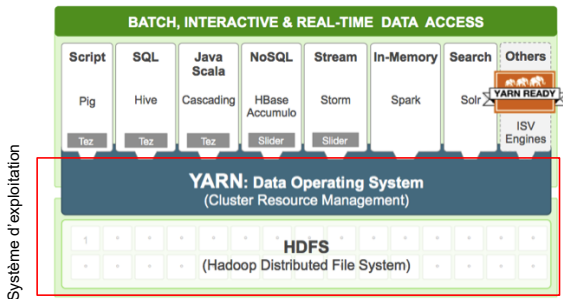 BATCH, INTERACTIVE & REAL-TIME DATA ACCESS
Script SQL Java Scala NoSQL Stream In-Memory Search Others
Pig Hive Cascading HBase Accumulo Storm Spark Solr YARN READY
ISV Engines
Tez Tez Tez Slider Slider
YARN: Data Operating System
(Cluster Resource Management)
1
HDFS
(Hadoop Distributed File System)
Système d'exploitation